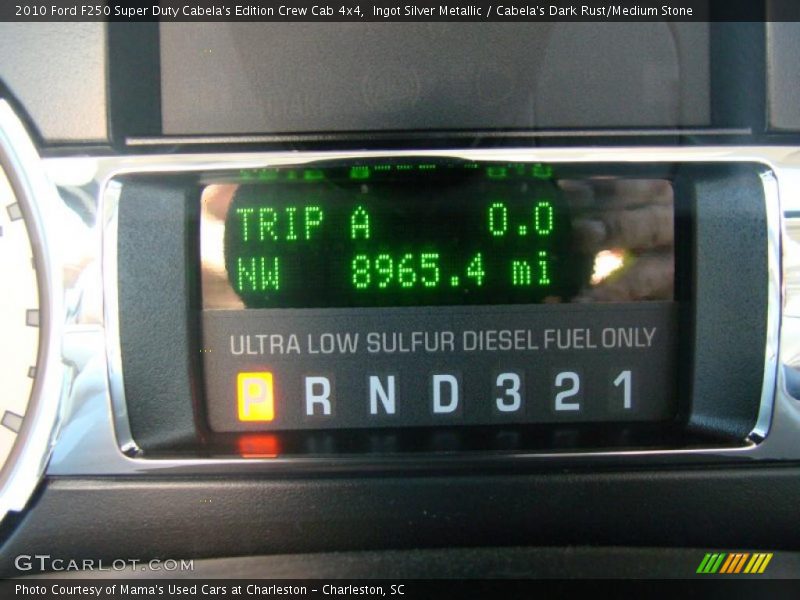 2010 Ford F250 Super Duty Cabela's Edition Crew Cab 4x4, Ingot Silver Metallic / Cabela's Dark Rust/Medium Stone
TRIP A 0.0
NW 8965.4 mi
ULTRA LOW SULFUR DIESEL FUEL ONLY
P R N D 3 2 1
GTCARLOT.COM
Photo Courtesy of Mama's Used Cars at Charleston - Charleston, SC